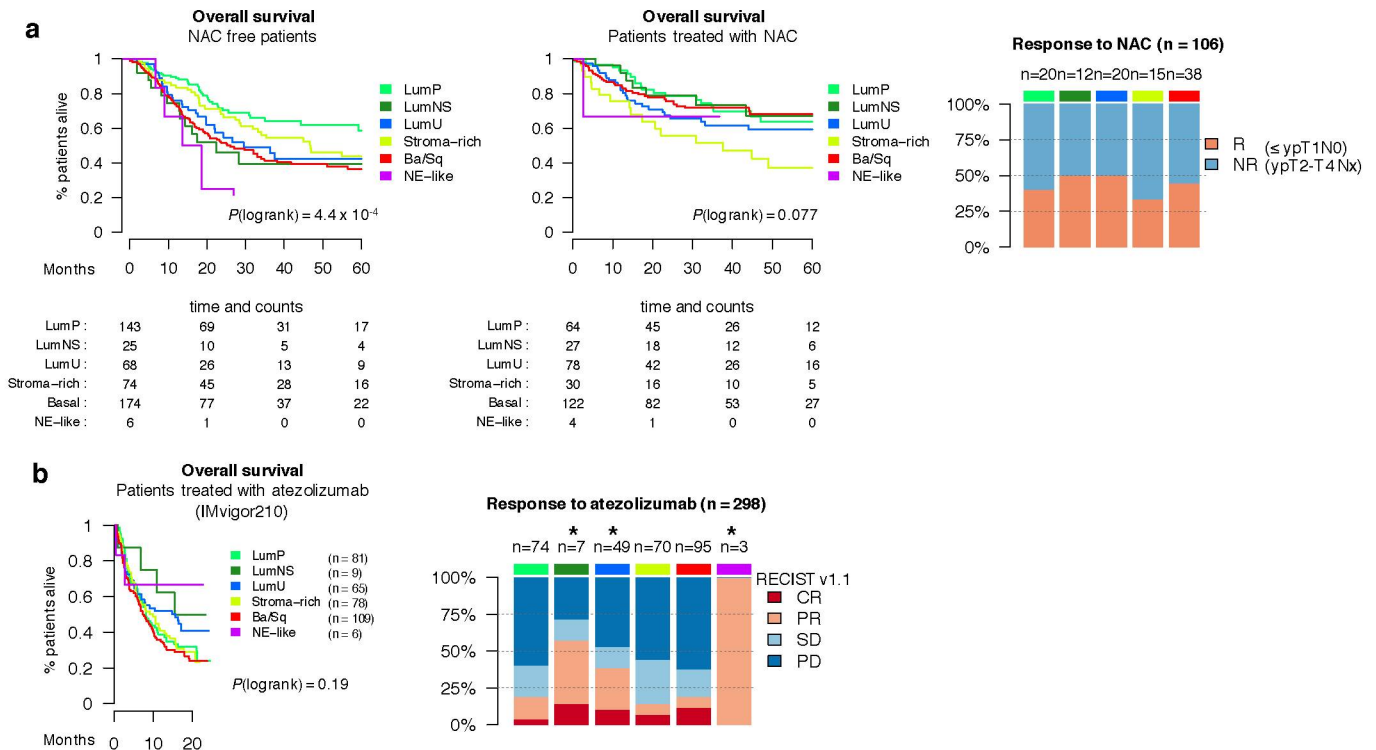 a
Overall survival
NAC free patients
% patients alive
1
0.8
0.6
0.4
0.2
0
LumP
LumNS
LumU
Stroma-rich
Ba/Sq
NE-like
P(logrank) = 4.4 x 10-4
Months 0 10 20 30 40 50 60
time and counts
LumP : 143 69 31 17
LumNS : 25 10 5 4
LumU : 68 26 13 9
Stroma-rich : 74 45 28 16
Basal : 174 77 37 22
NE-like : 6 1 0 0
Overall survival
Patients treated with NAC
% patients alive
1
0.8
0.6
0.4
0.2
0
LumP
LumNS
LumU
Stroma-rich
Ba/Sq
NE-like
P(logrank) = 0.077
Months 0 10 20 30 40 50 60
time and counts
LumP : 64 45 26 12
LumNS : 27 18 12 6
LumU : 78 42 26 16
Stroma-rich : 30 16 10 5
Basal : 122 82 53 27
NE-like : 4 1 0 0
Response to NAC (n = 106)
n=20 n=12 n=20 n=15 n=38
100%
75%
50%
25%
0%
R (≤ ypT1N0)
NR (ypT2-T4 Nx)
b
Overall survival
Patients treated with atezolizumab
(IMvigor210)
% patients alive
1
0.8
0.6
0.4
0.2
0
LumP (n = 81)
LumNS (n = 9)
LumU (n = 65)
Stroma-rich (n = 78)
Ba/Sq (n = 109)
NE-like (n = 6)
P(logrank) = 0.19
Months 0 10 20
Response to atezolizumab (n = 298)
* * *
n=74 n=7 n=49 n=70 n=95 n=3
100%
75%
50%
25%
0%
RECIST v1.1
CR
PR
SD
PD